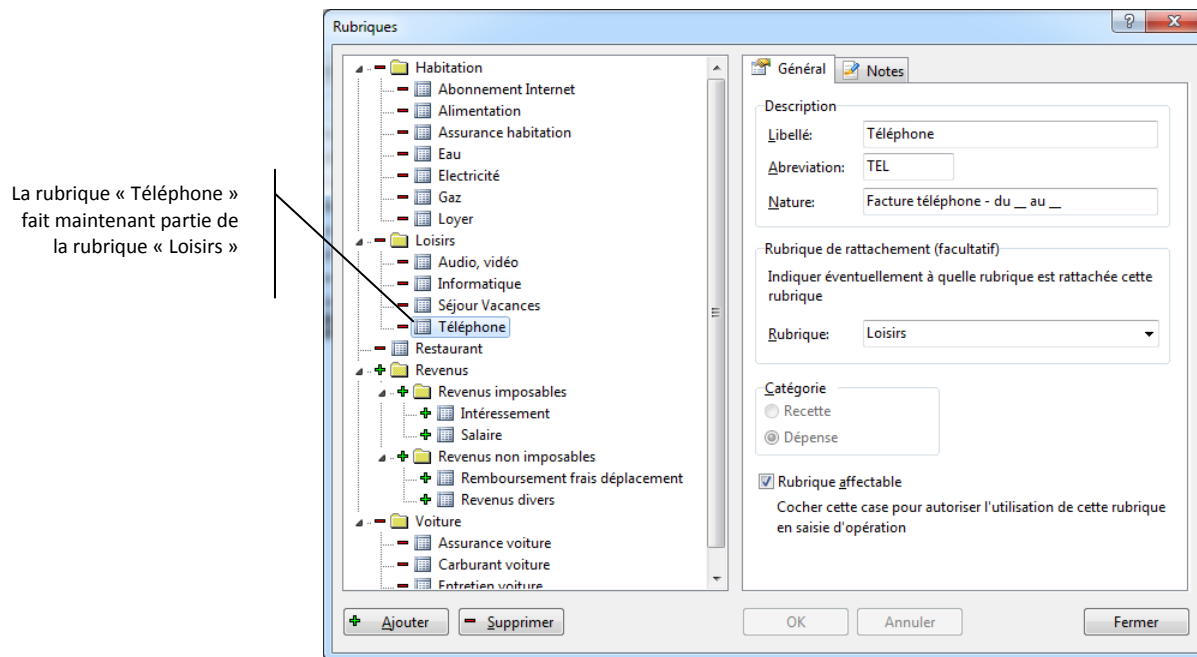 Rubriques
La rubrique « Téléphone »
fait maintenant partie de
la rubrique « Loisirs »
Habitation
Abonnement Internet
Alimentation
Assurance habitation
Eau
Electricité
Gaz
Loyer
Loisirs
Audio, vidéo
Informatique
Séjour Vacances
Téléphone
Restaurant
Revenus
Revenus imposables
Intéressement
Salaire
Revenus non imposables
Remboursement frais déplacement
Revenus divers
Voiture
Assurance voiture
Carburant voiture
Entretien voiture
Ajouter
Supprimer
Général
Notes
Description
Libellé: Téléphone
Abreviation: TEL
Nature: Facture téléphone - du __ au __
Rubrique de rattachement (facultatif)
Indiquer éventuellement à quelle rubrique est rattachée cette
rubrique
Rubrique: Loisirs
Catégorie
Recette
Dépense
Rubrique affectable
Cocher cette case pour autoriser l'utilisation de cette rubrique
en saisie d'opération
OK
Annuler
Fermer